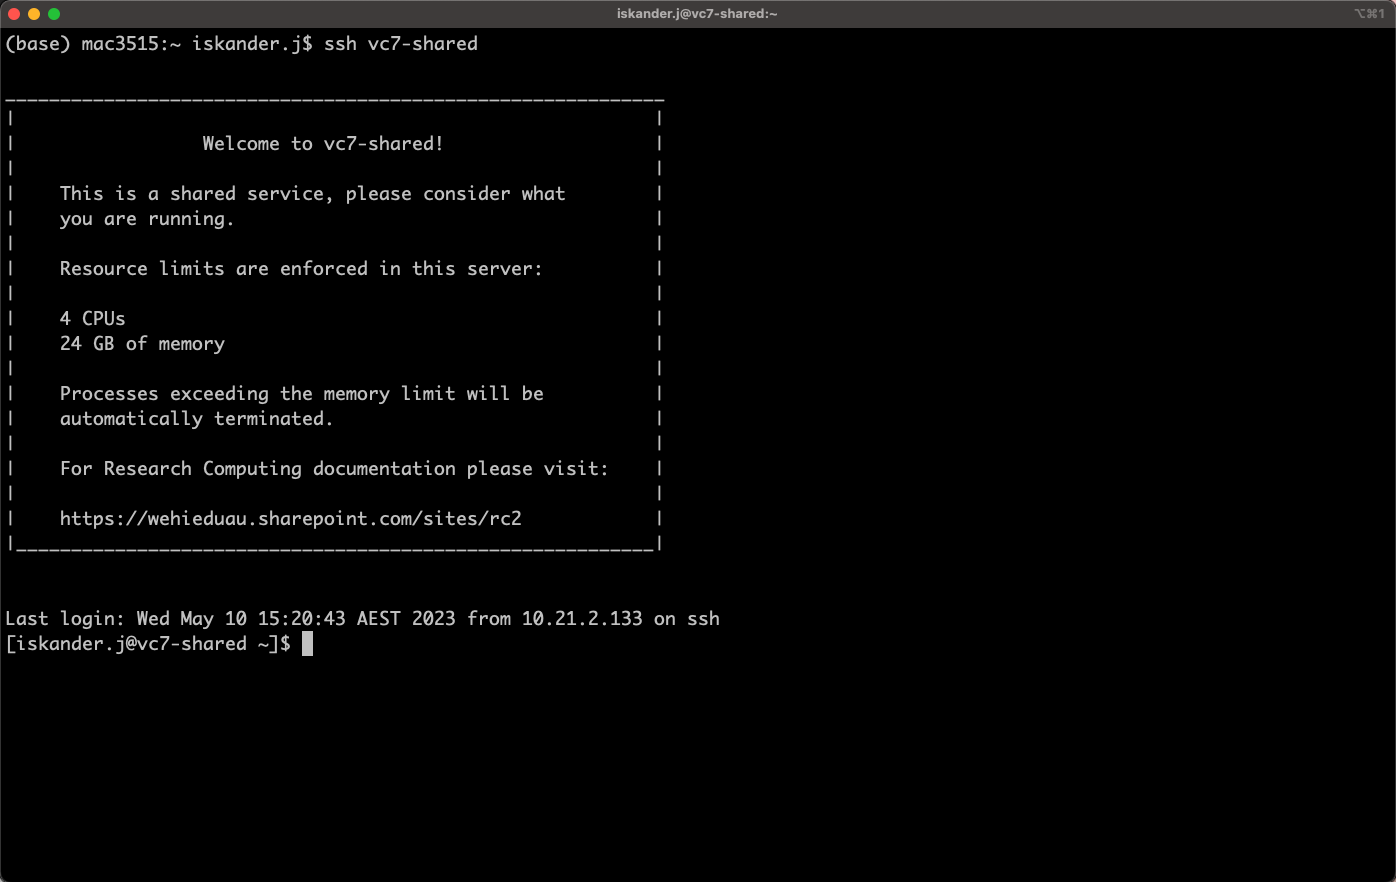 iskander.j@vc7-shared:~
⌥⌘1
(base) mac3515:~ iskander.j$ ssh vc7-shared
Welcome to vc7-shared!
This is a shared service, please consider what
you are running.
Resource limits are enforced in this server:
4 CPUs
24 GB of memory
Processes exceeding the memory limit will be
automatically terminated.
For Research Computing documentation please visit:
https://wehieduau.sharepoint.com/sites/rc2
Last login: Wed May 10 15:20:43 AEST 2023 from 10.21.2.133 on ssh
[iskander.j@vc7-shared ~]$